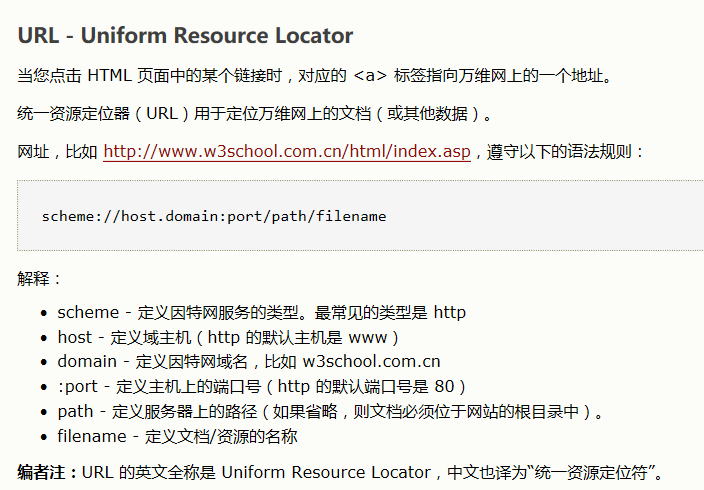 URL - Uniform Resource Locator
当您点击 HTML 页面中的某个链接时，对应的 <a> 标签指向万维网上的一个地址。
统一资源定位器（URL）用于定位万维网上的文档（或其他数据）。
网址，比如 http://www.w3school.com.cn/html/index.asp，遵守以下的语法规则：
scheme://host.domain:port/path/filename
解释：
• scheme - 定义因特网服务的类型。最常见的类型是 http
• host - 定义域主机（http 的默认主机是 www）
• domain - 定义因特网域名，比如 w3school.com.cn
• :port - 定义主机上的端口号（http 的默认端口号是 80）
• path - 定义服务器上的路径（如果省略，则文档必须位于网站的根目录中）。
• filename - 定义文档/资源的名称
编者注：URL 的英文全称是 Uniform Resource Locator，中文也译为“统一资源定位符”。